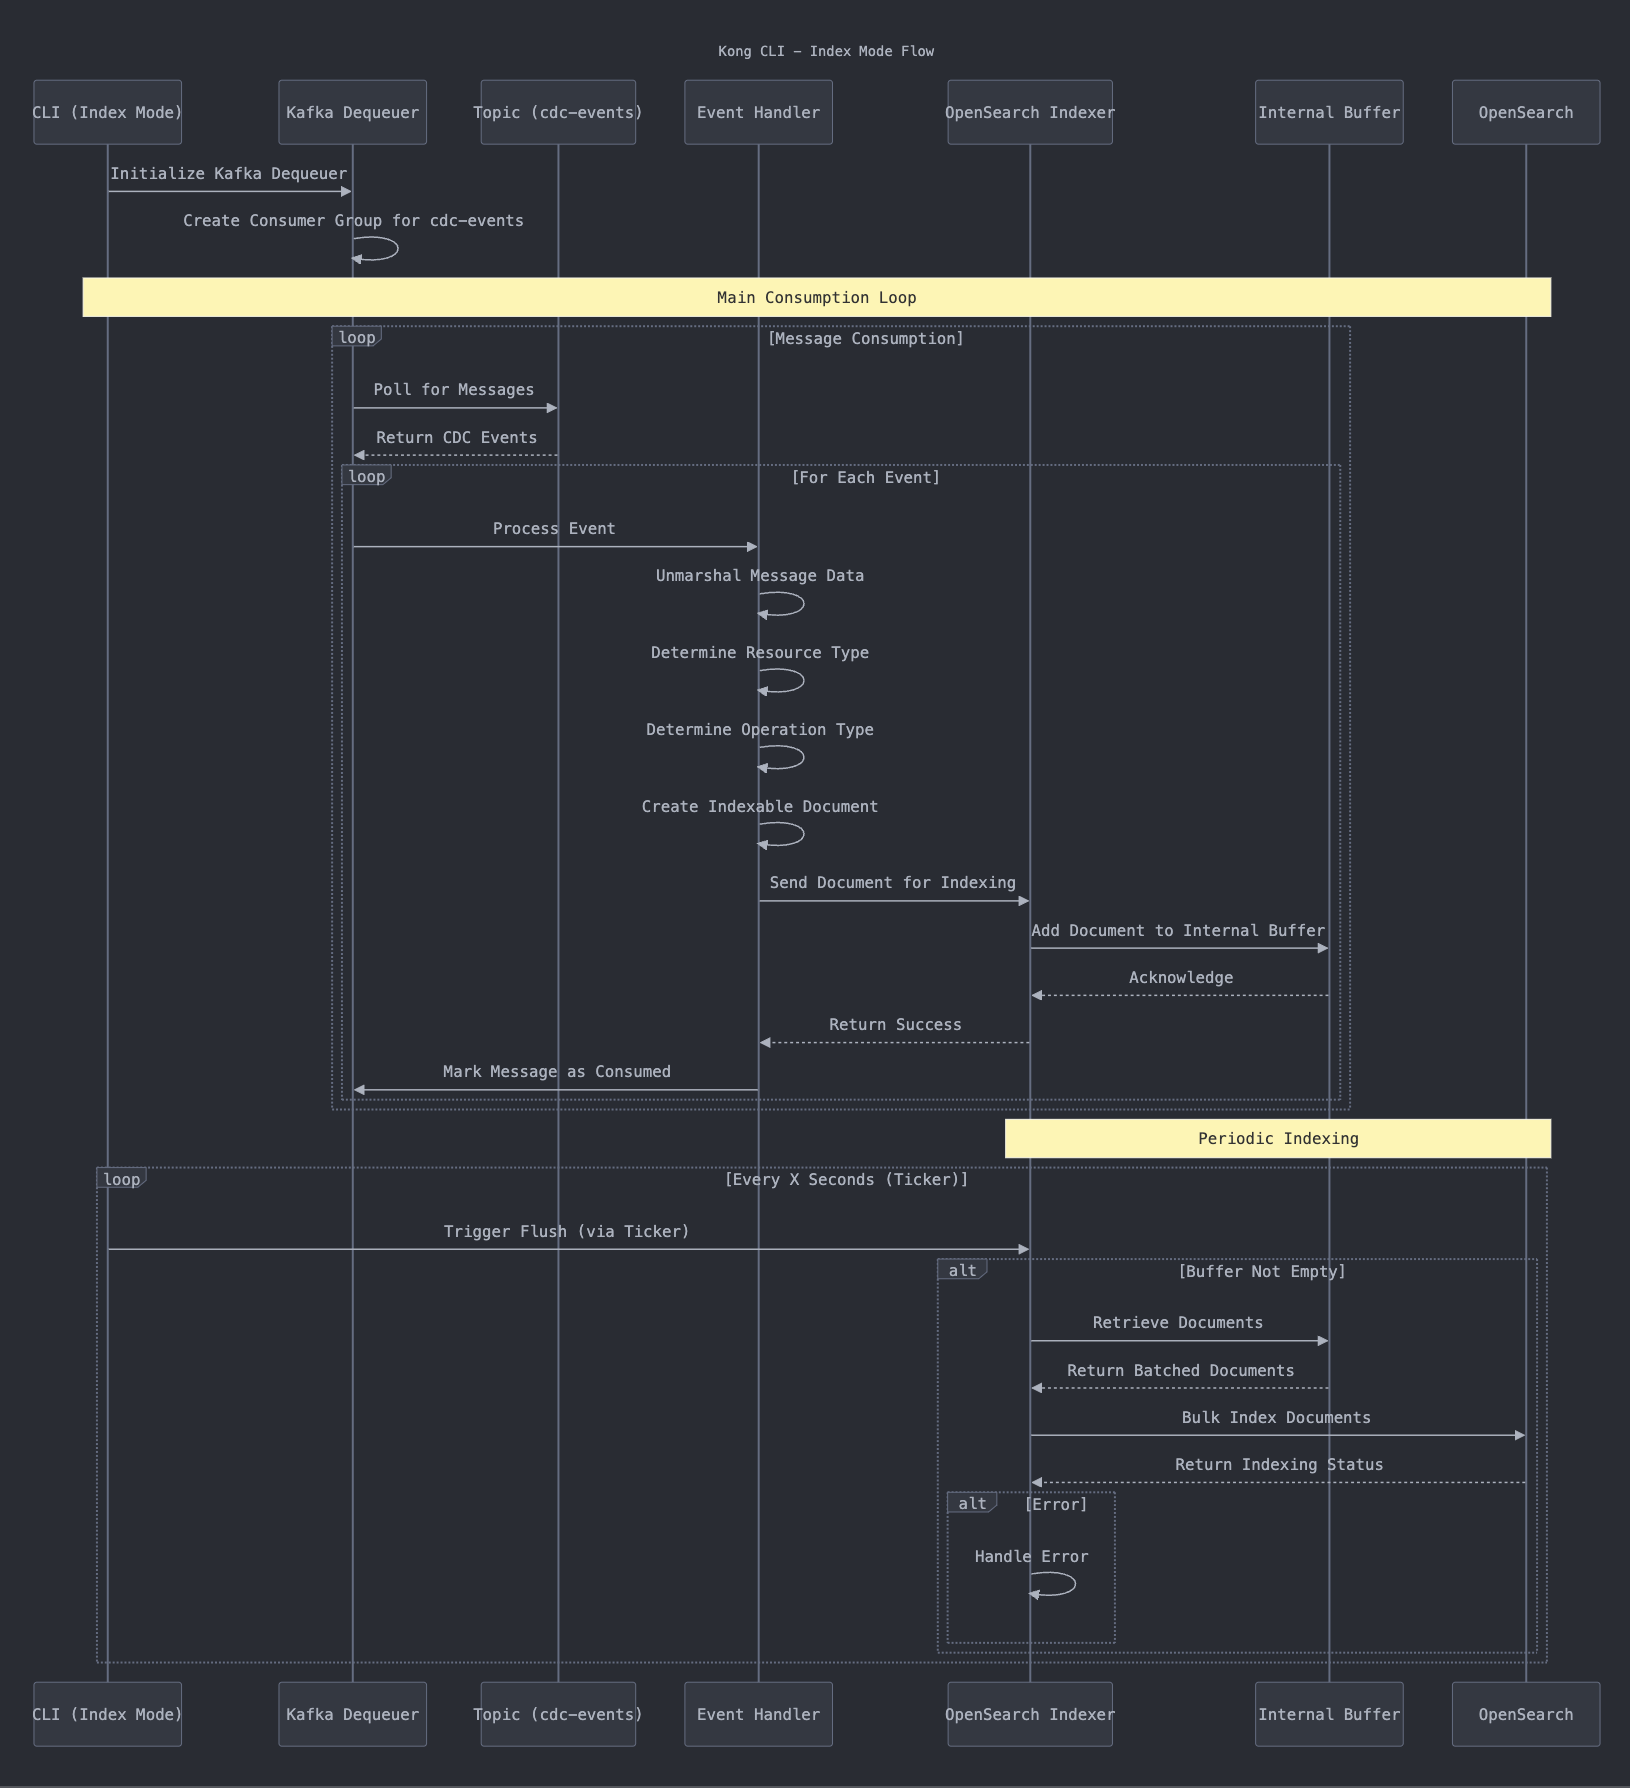 Kong CLI – Index Mode Flow
CLI (Index Mode)
Kafka Dequeuer
Topic (cdc–events)
Event Handler
OpenSearch Indexer
Internal Buffer
OpenSearch
Initialize Kafka Dequeuer
Create Consumer Group for cdc–events
Main Consumption Loop
loop
[Message Consumption]
Poll for Messages
Return CDC Events
loop
[For Each Event]
Process Event
Unmarshal Message Data
Determine Resource Type
Determine Operation Type
Create Indexable Document
Send Document for Indexing
Add Document to Internal Buffer
Acknowledge
Return Success
Mark Message as Consumed
Periodic Indexing
loop
[Every X Seconds (Ticker)]
Trigger Flush (via Ticker)
alt
[Buffer Not Empty]
Retrieve Documents
Return Batched Documents
Bulk Index Documents
Return Indexing Status
alt
[Error]
Handle Error
CLI (Index Mode)
Kafka Dequeuer
Topic (cdc–events)
Event Handler
OpenSearch Indexer
Internal Buffer
OpenSearch